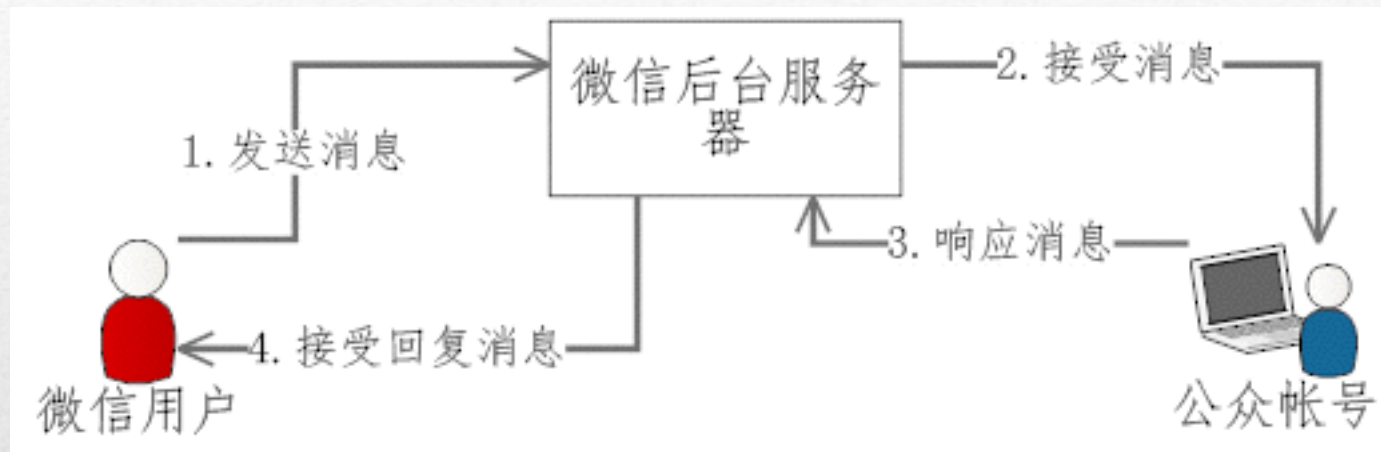 微信后台服务
器
1.发送消息
2.接受消息
3.响应消息
4.接受回复消息
微信用户
公众帐号